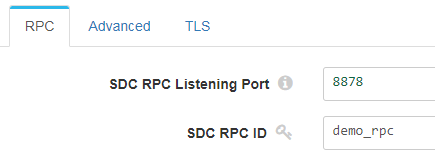 RPC Advanced TLS
SDC RPC Listening Port 8878
SDC RPC ID demo_rpc